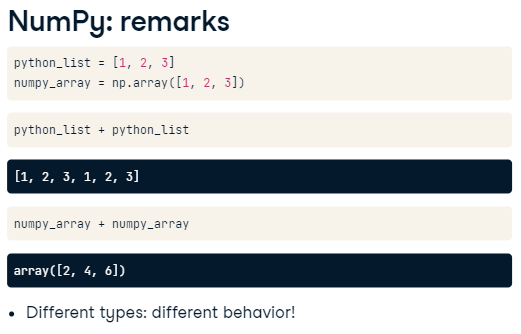 NumPy: remarks
python_list = [1, 2, 3]
numpy_array = np.array([1, 2, 3])
python_list + python_list
[1, 2, 3, 1, 2, 3]
numpy_array + numpy_array
array([2, 4, 6])
• Different types: different behavior!